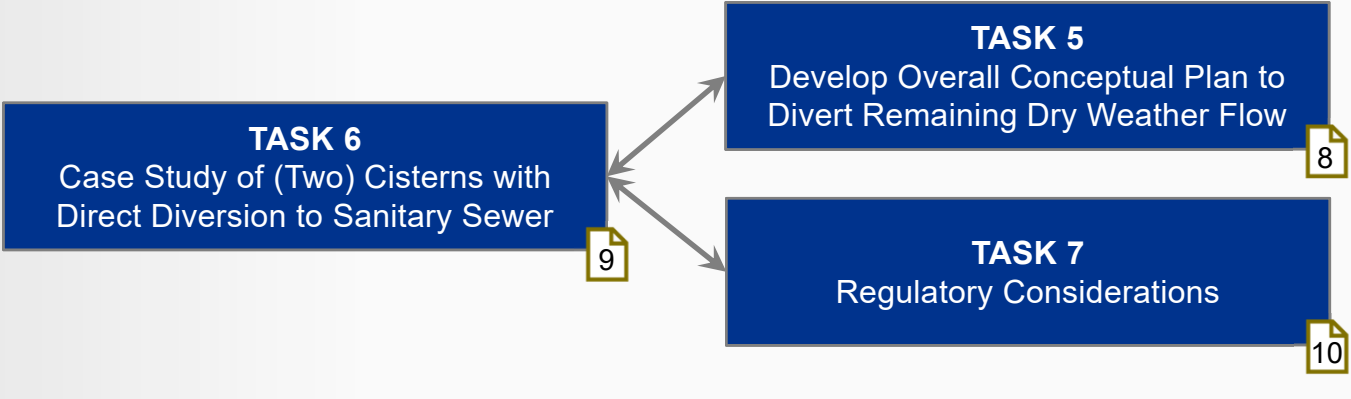 TASK 6
Case Study of (Two) Cisterns with
Direct Diversion to Sanitary Sewer
9
TASK 5
Develop Overall Conceptual Plan to
Divert Remaining Dry Weather Flow
8
TASK 7
Regulatory Considerations
10